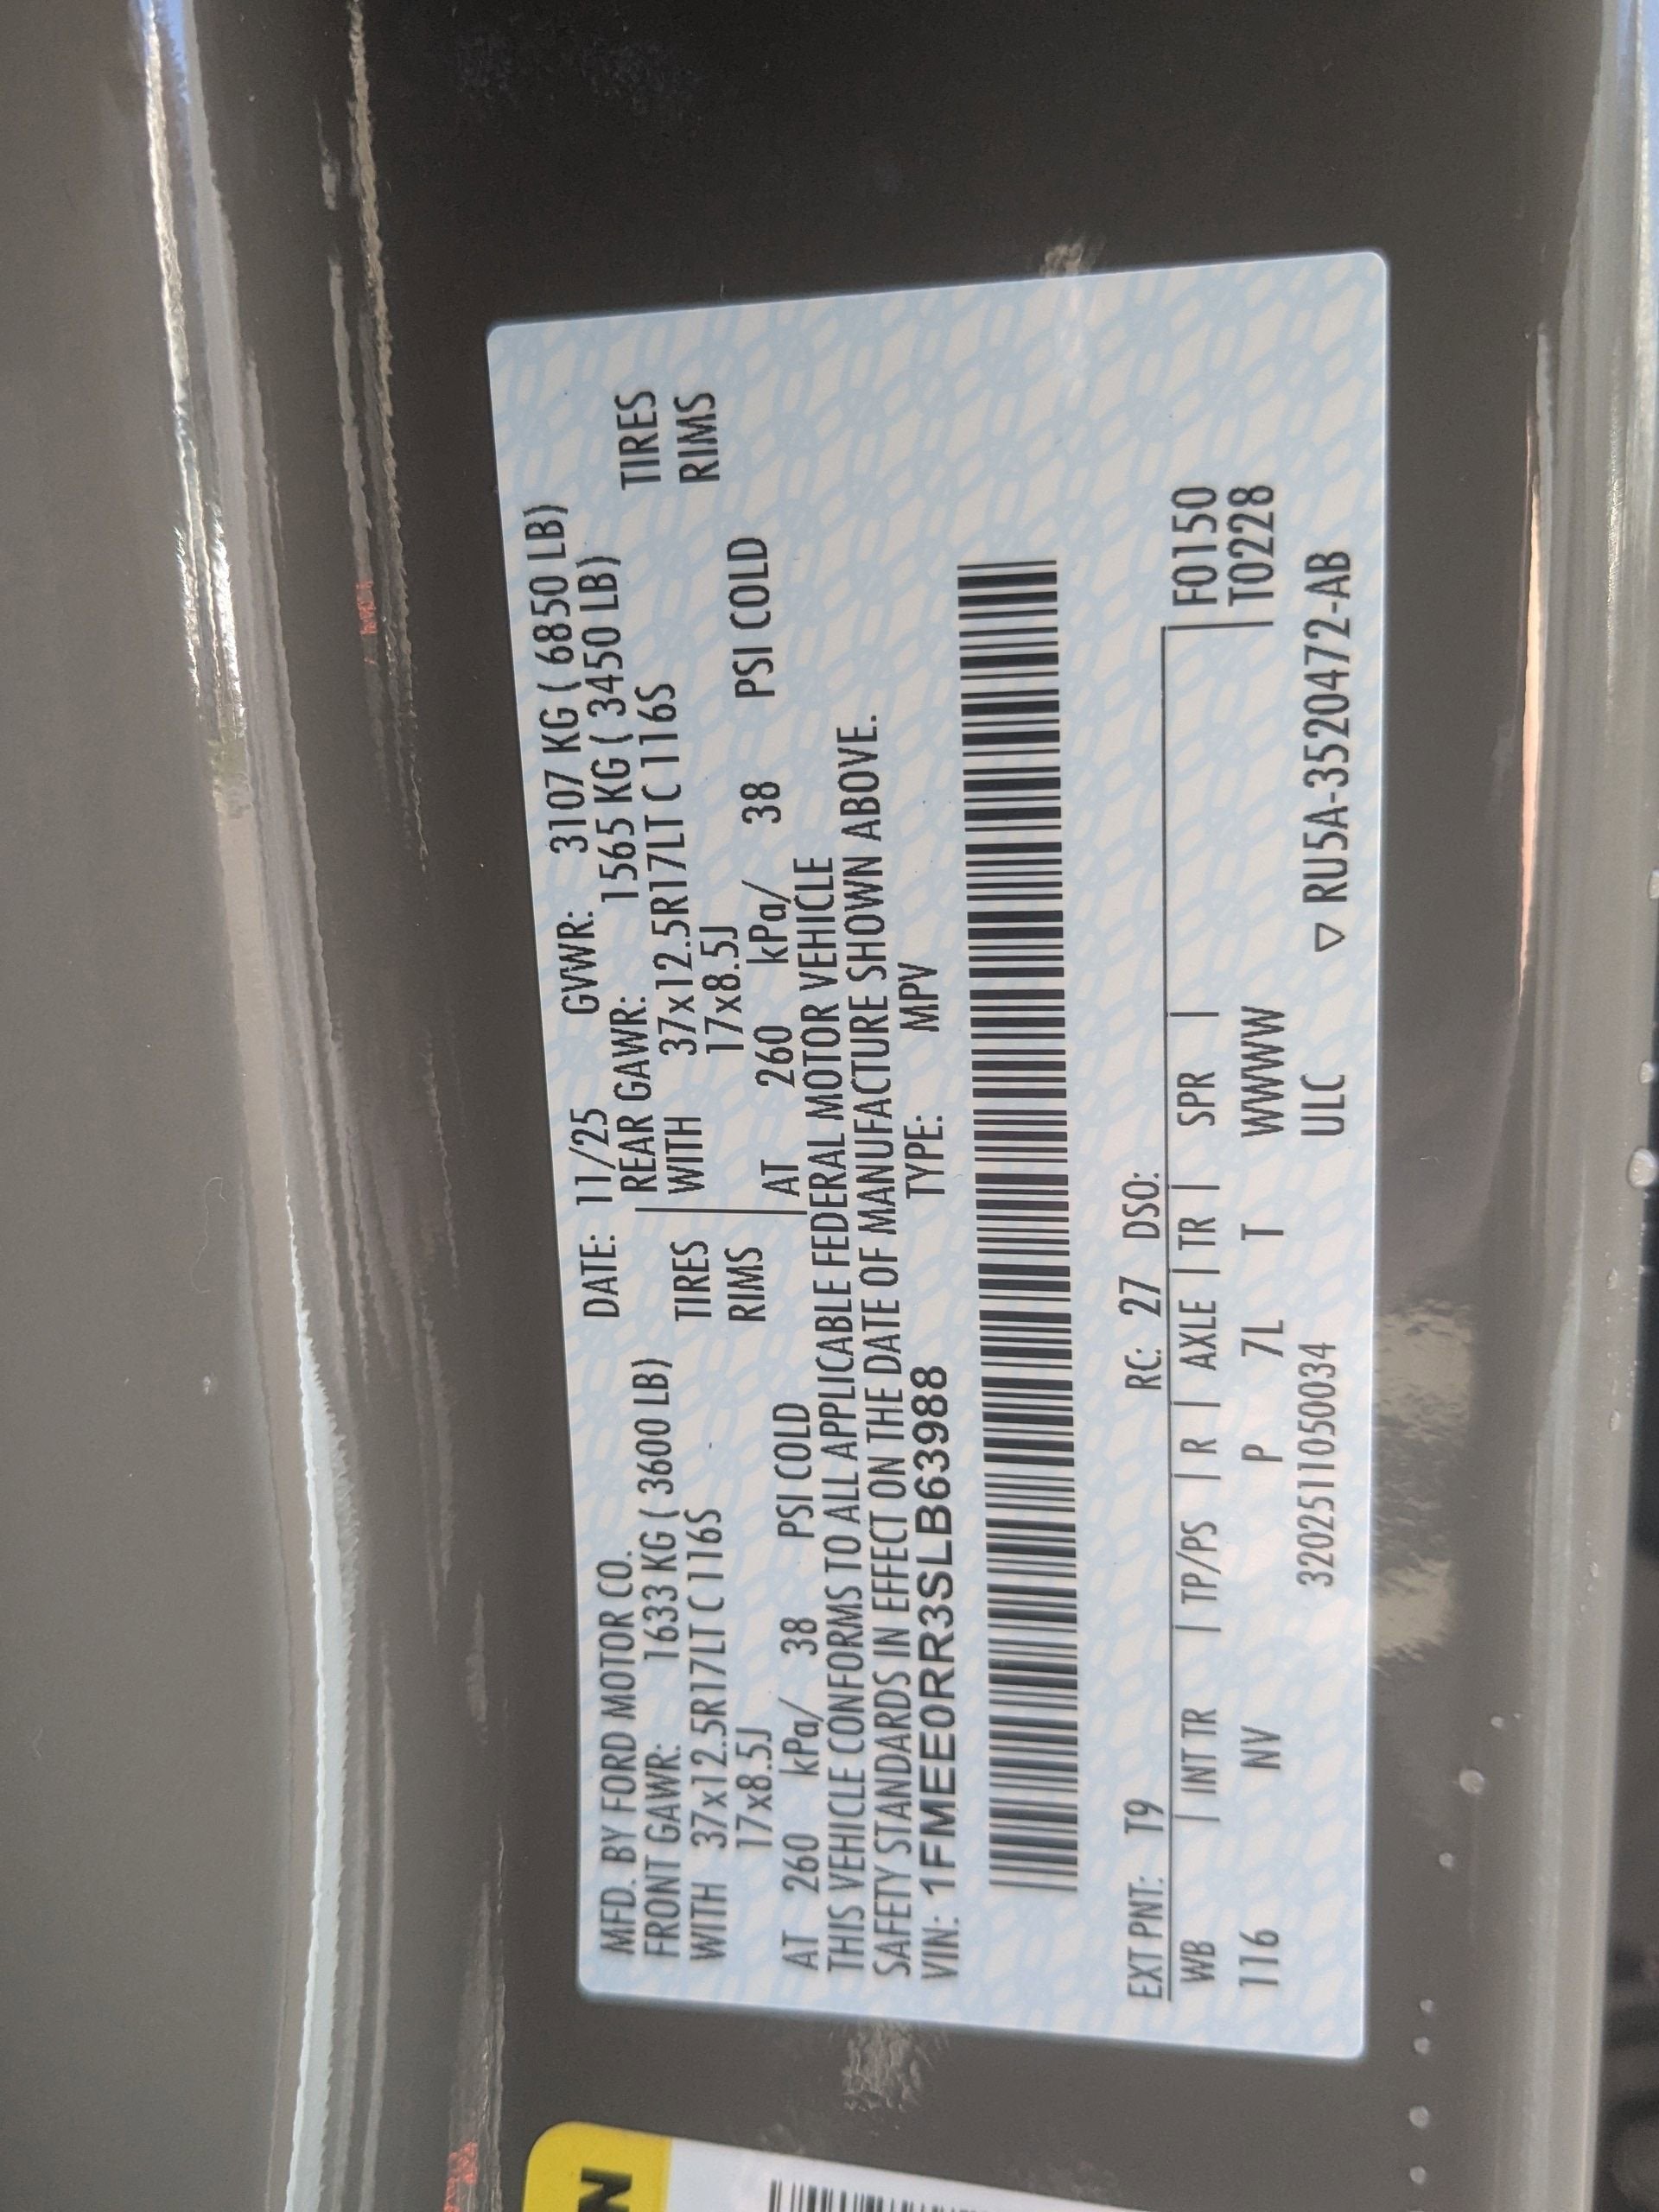 MFD. BY FORD MOTOR CO. DATE: 11/25 GVWR: 3107 KG ( 6850 LB)
FRONT GAWR: 1633 KG ( 3600 LB) REAR GAWR: 1565 KG ( 3450 LB)
WITH 37x12.5R17LT C 116S TIRES WITH 37x12.5R17LT C 116S TIRES
17x8.5J RIMS 17x8.5J RIMS
AT 260 kPa/ 38 PSI COLD AT 260 kPa/ 38 PSI COLD
THIS VEHICLE CONFORMS TO ALL APPLICABLE FEDERAL MOTOR VEHICLE
SAFETY STANDARDS IN EFFECT ON THE DATE OF MANUFACTURE SHOWN ABOVE.
VIN: 1FMEE0RR3SLB63988 TYPE: MPV
EXT PNT: T9 RC: 27 DSO:
WB | INT TR | TP/PS | R | AXLE | TR | SPR | F0150
116 NV P 7L T WWWW T0228
3202511050034 ULC ▽ RU5A-3520472-AB
N